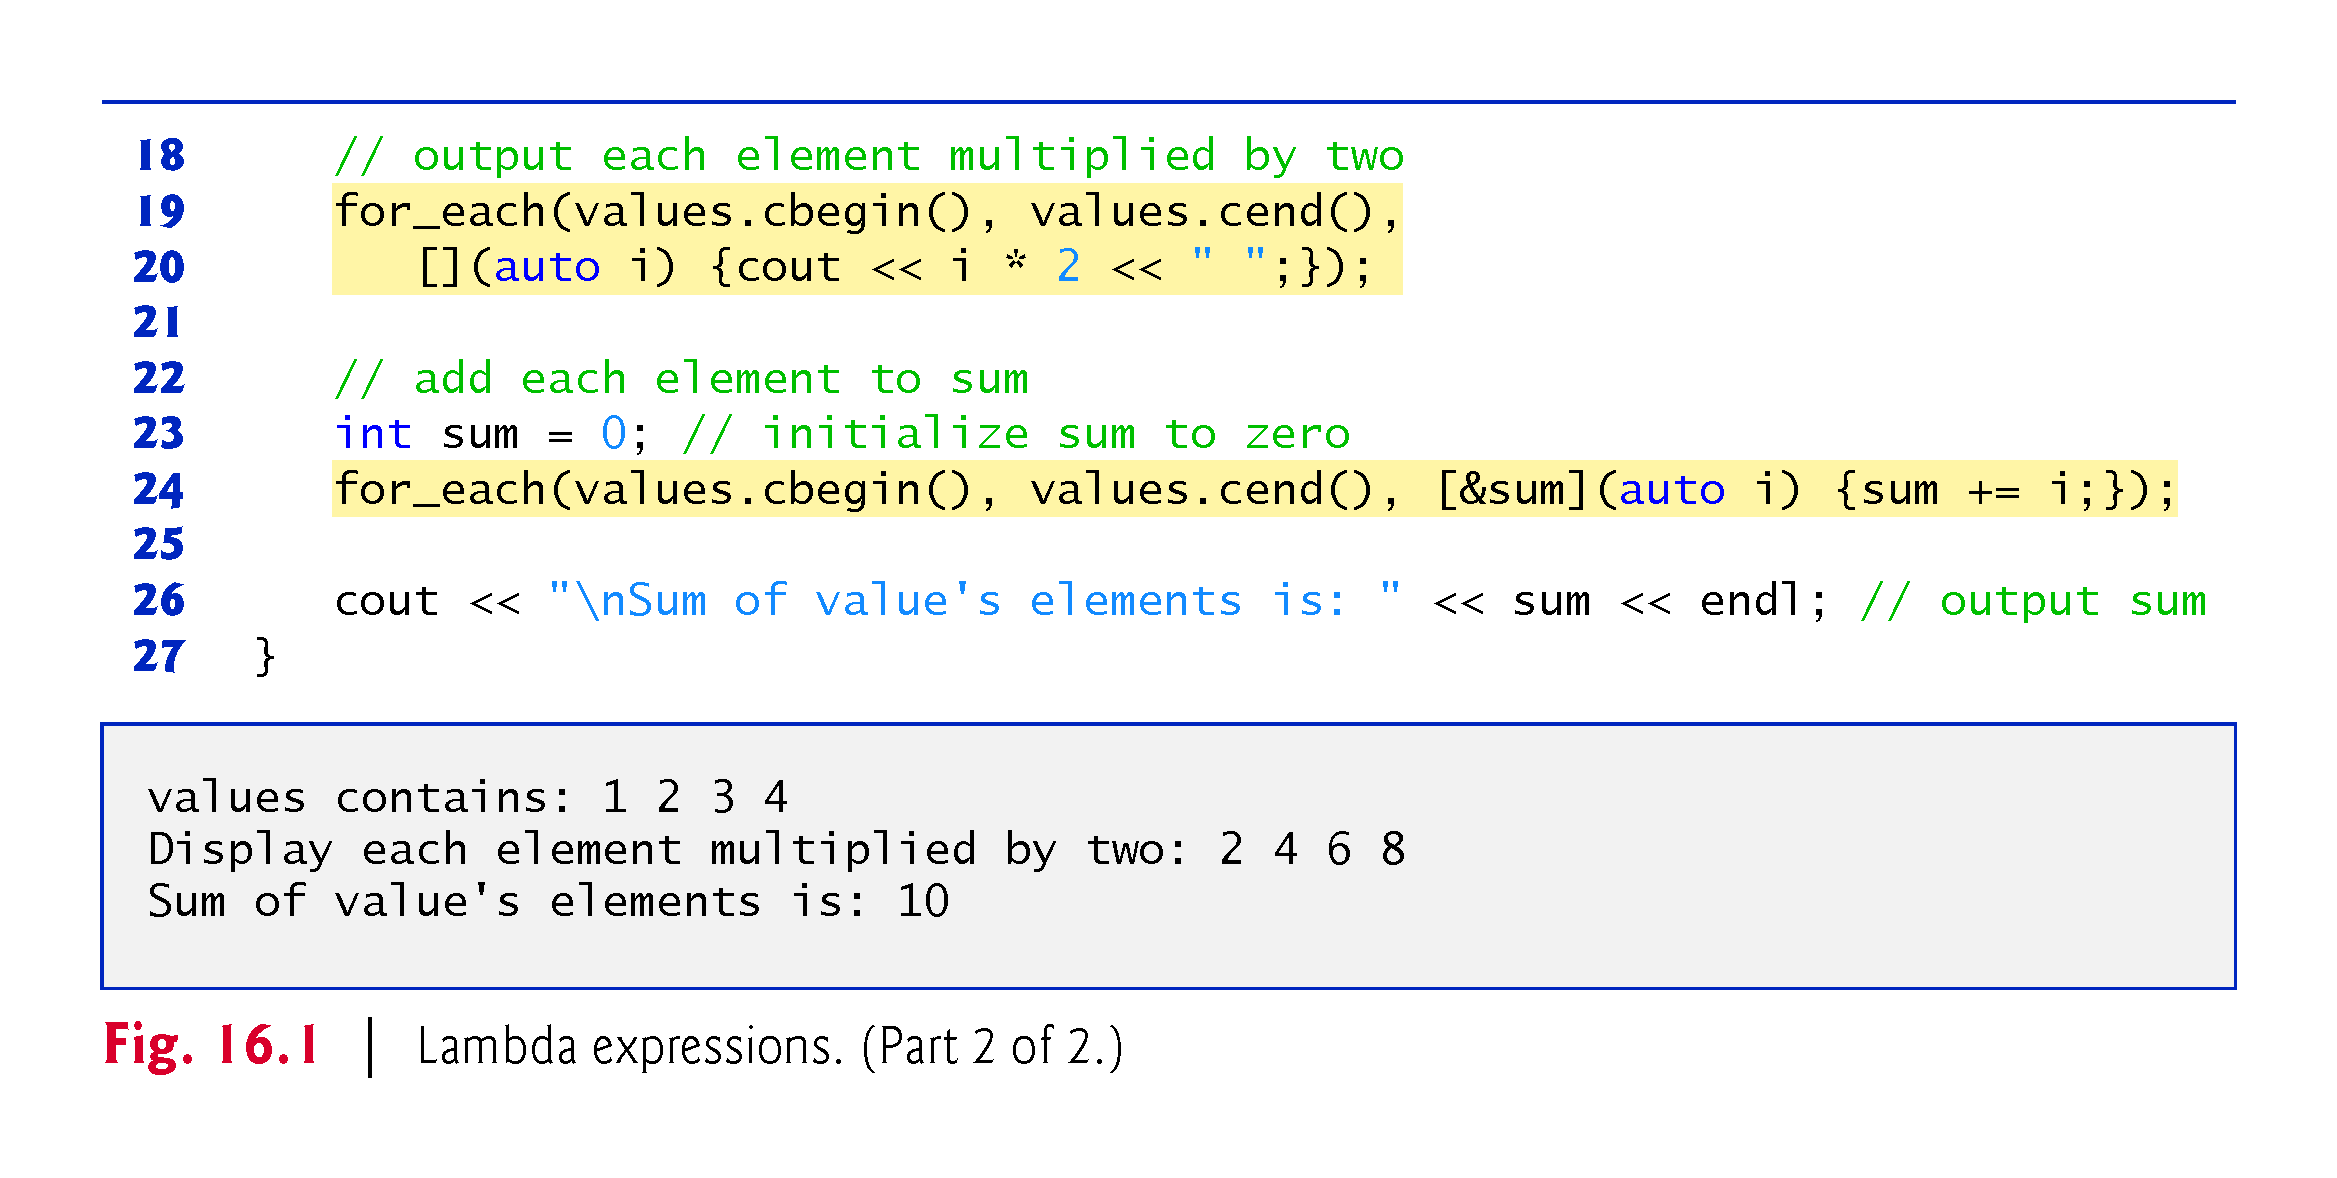 18 // output each element multiplied by two
19 for_each(values.cbegin(), values.cend(),
20 [](auto i) {cout << i * 2 << " ";});
21
22 // add each element to sum
23 int sum = 0; // initialize sum to zero
24 for_each(values.cbegin(), values.cend(), [&sum](auto i) {sum += i;});
25
26 cout << "\nSum of value's elements is: " << sum << endl; // output sum
27 }
values contains: 1 2 3 4
Display each element multiplied by two: 2 4 6 8
Sum of value's elements is: 10
Fig. 16.1 | Lambda expressions. (Part 2 of 2.)